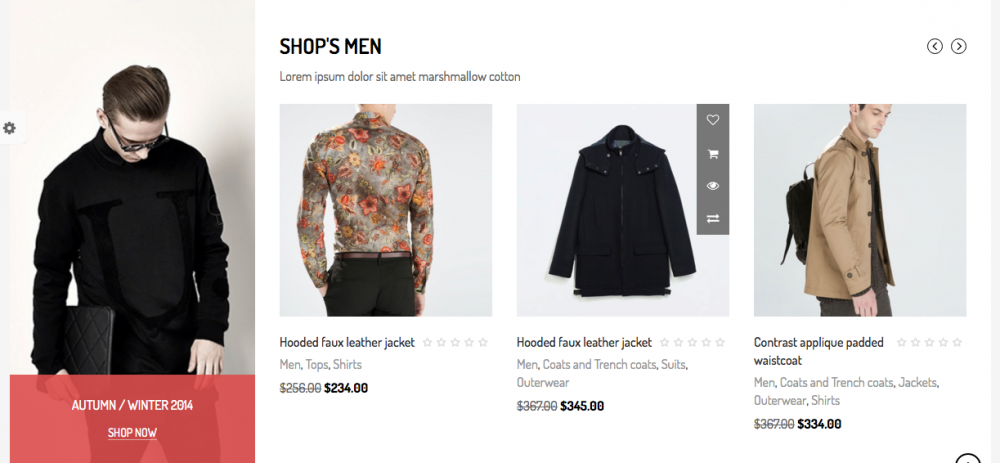 SHOP'S MEN
Lorem ipsum dolor sit amet marshmallow cotton
Hooded faux leather jacket
Men, Tops, Shirts
$256.00 $234.00
Hooded faux leather jacket
Men, Coats and Trench coats, Suits,
Outerwear
$367.00 $345.00
Contrast applique padded
waistcoat
Men, Coats and Trench coats, Jackets,
Outerwear, Shirts
$367.00 $334.00
AUTUMN / WINTER 2014
SHOP NOW